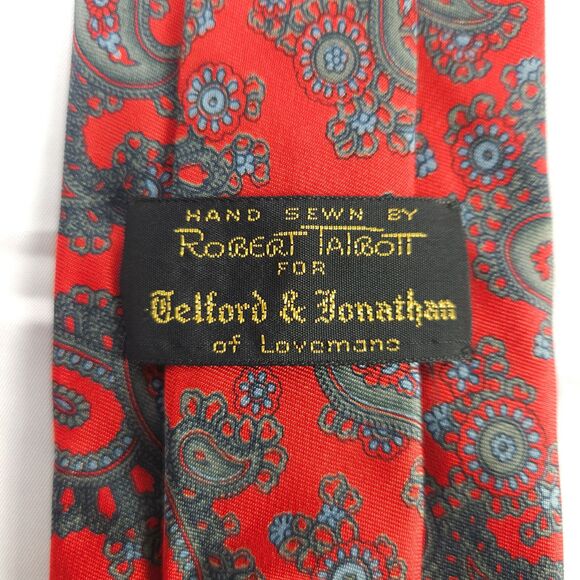 HAND SEWN BY
ROBERT TALBOTT
FOR
Telford & Jonathan
of Lovemans